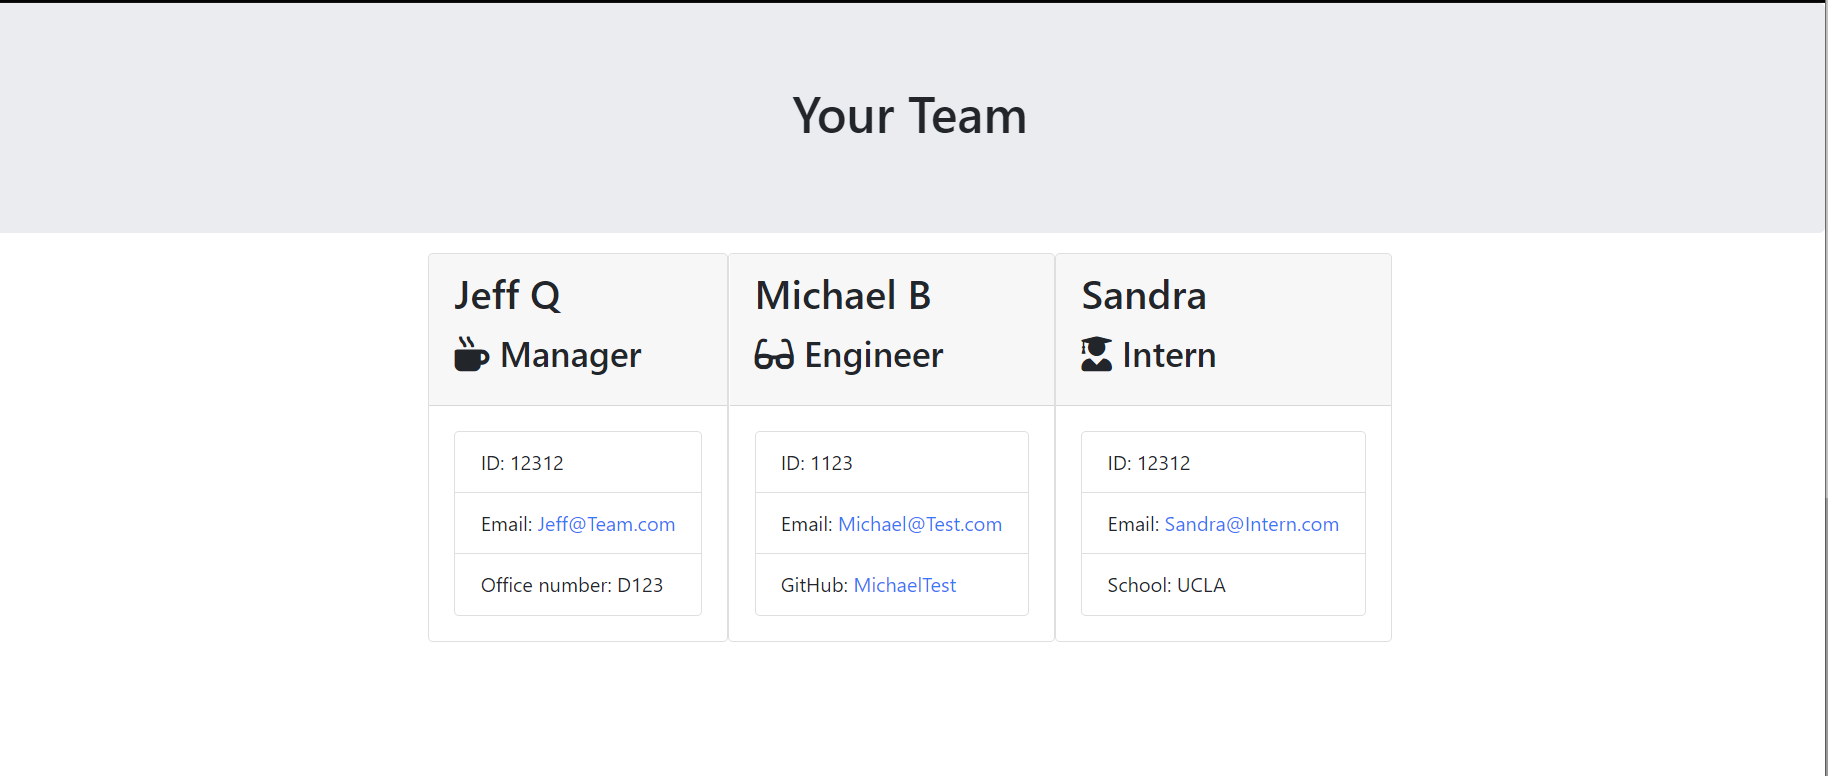 Your Team
Jeff Q
Manager
ID: 12312
Email: Jeff@Team.com
Office number: D123
Michael B
Engineer
ID: 1123
Email: Michael@Test.com
GitHub: MichaelTest
Sandra
Intern
ID: 12312
Email: Sandra@Intern.com
School: UCLA